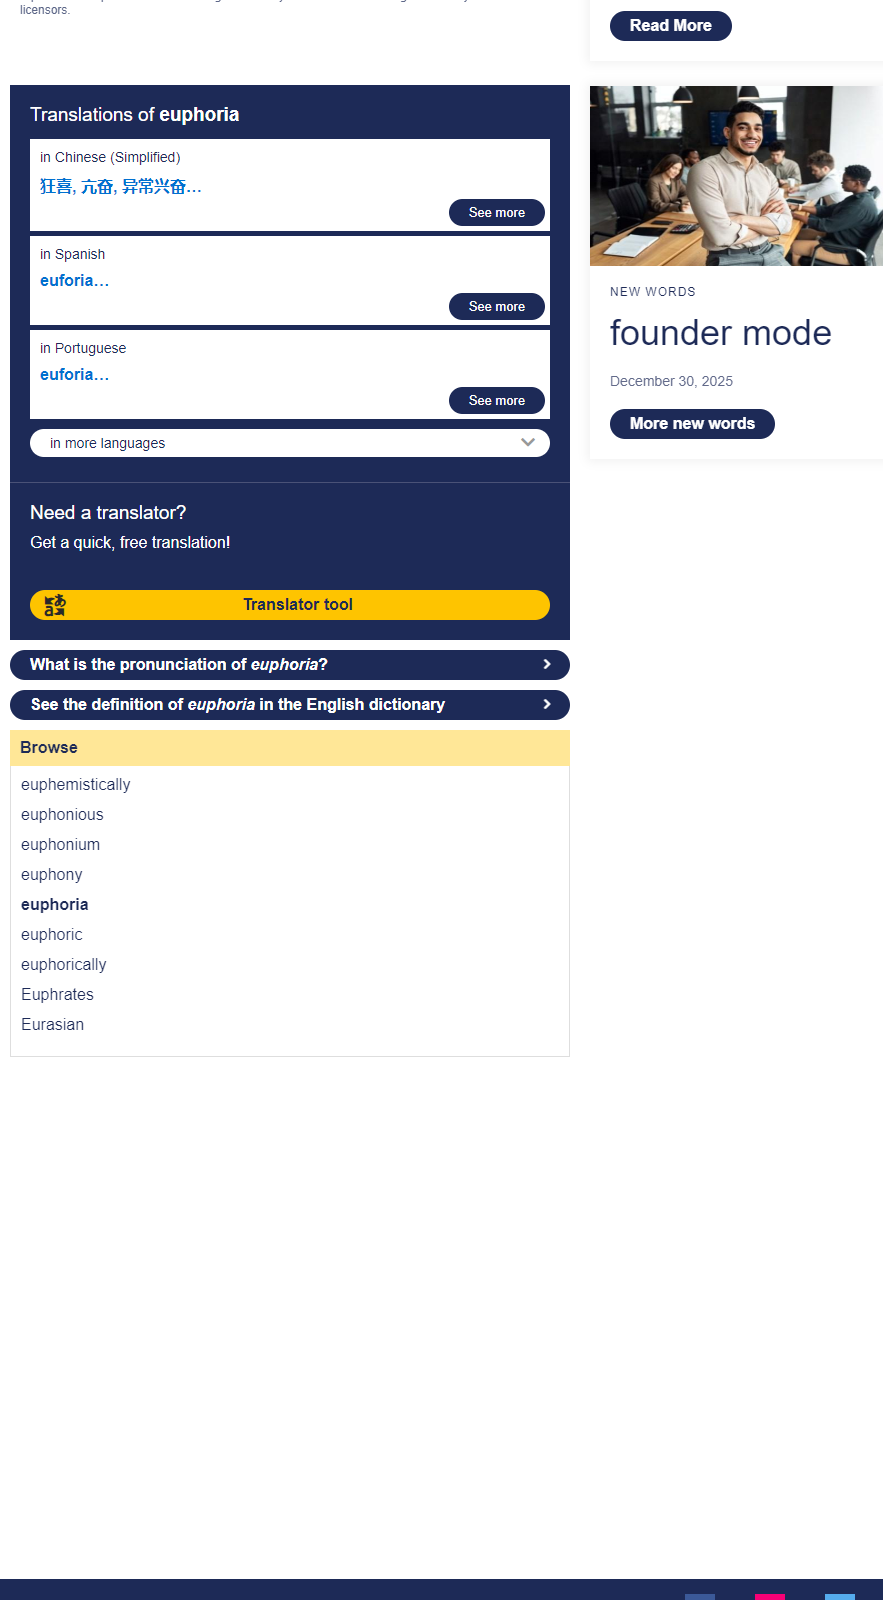 licensors.
Read More
Translations of euphoria
in Chinese (Simplified)
狂喜, 亢奋, 异常兴奋…
See more
in Spanish
euforia…
See more
in Portuguese
euforia…
See more
in more languages
Need a translator?
Get a quick, free translation!
Translator tool
What is the pronunciation of euphoria?
See the definition of euphoria in the English dictionary
Browse
euphemistically
euphonious
euphonium
euphony
euphoria
euphoric
euphorically
Euphrates
Eurasian
NEW WORDS
founder mode
December 30, 2025
More new words